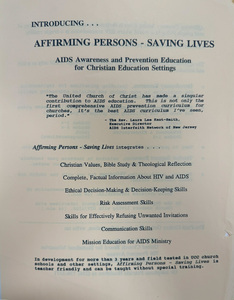 INTRODUCING . . .
AFFIRMING PERSONS - SAVING LIVES
AIDS Awareness and Prevention Education
for Christian Education Settings
"The United Church of Christ has made a singular
contribution to AIDS education. This is not only the
first comprehensive AIDS prevention curriculum for
churches, it's the best AIDS curriculum I've seen,
period."
- The Rev. Laura Lee Kent-Smith,
Executive Director
AIDS Interfaith Network of New Jersey
Affirming Persons - Saving Lives integrates . . .
Christian Values, Bible Study & Theological Reflection
Complete, Factual Information About HIV and AIDS
Ethical Decision-Making & Decision-Keeping Skills
Risk Assessment Skills
Skills for Effectively Refusing Unwanted Invitations
Communication Skills
Mission Education for AIDS Ministry
In development for more than 3 years and field tested in UCC church
schools and other settings, Affirming Persons - Saving Lives is
teacher friendly and can be taught without special training.